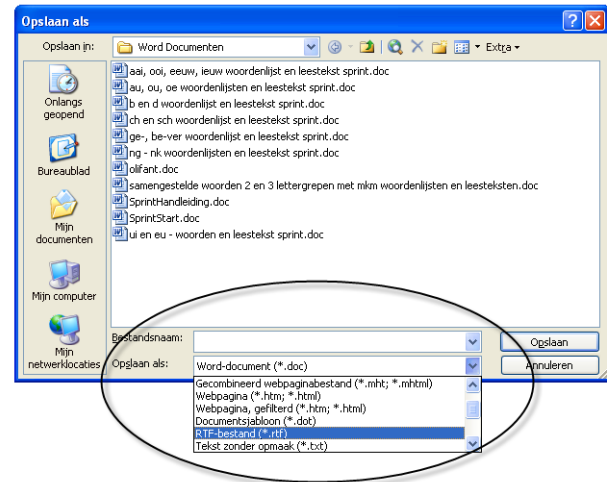 Opslaan als
Opslaan in:
Word Documenten
Extra
Onlangs
geopend
Bureaublad
Mijn
documenten
Mijn computer
Mijn
netwerklocaties
aai, ooi, eeuw, ieuw woordenlijst en leestekst sprint.doc
au, ou, oe woordenlijsten en leestekst sprint.doc
b en d woordenlijst en leestekst sprint.doc
ch en sch woordenlijst en leestekst sprint.doc
ge-, be-ver woordenlijst en leestekst sprint.doc
ng - nk woordenlijsten en leestekst sprint.doc
olifant.doc
samengestelde woorden 2 en 3 lettergrepen met mkm woordenlijsten en leesteksten.doc
SprintHandleiding.doc
SprintStart.doc
ui en eu - woorden en leestekst sprint.doc
Bestandsnaam:
Opslaan
Opslaan als:
Word-document (*.doc)
Annuleren
Gecombineerd webpaginabestand (*.mht; *.mhtml)
Webpagina (*.htm; *.html)
Webpagina, gefilterd (*.htm; *.html)
Documentsjabloon (*.dot)
RTF-bestand (*.rtf)
Tekst zonder opmaak (*.txt)